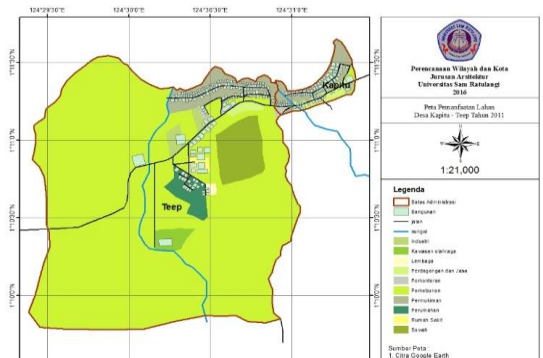 124°29'30"E
124°30'0"E
124°30'30"E
124°31'0"E
Kapitu
Teep
Perencanaan Wilayah dan Kota
Jurusan Arsitektur
Universitas Sam Ratulangi
2016
Peta Pemanfaatan Lahan
Desa Kapitu - Teep Tahun 2011
1:21,000
Legenda
Batas Administrasi
Bangunan
jalan
sungai
Industri
Kawasan olahraga
Lembaga
Perdagangan dan Jasa
Perkantoran
Perkebunan
Permukiman
Perumahan
Rumah Sakit
Sawah
Sumber Peta :
1. Citra Google Earth